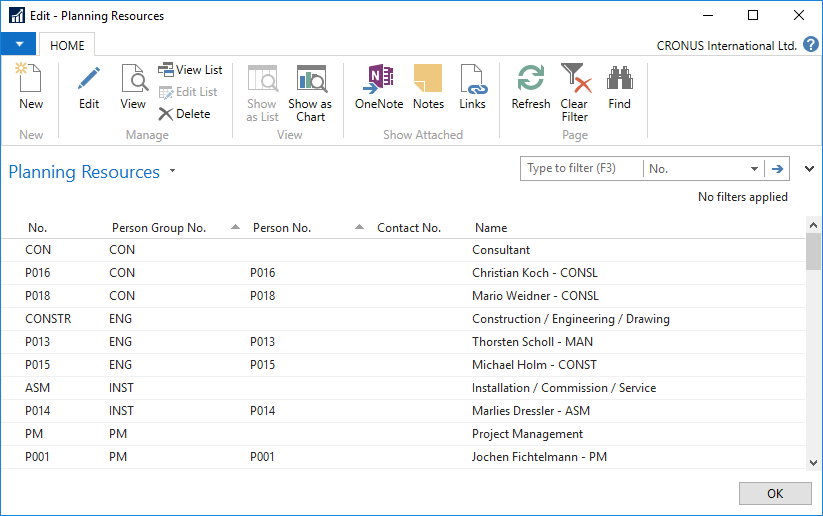 Edit - Planning Resources
HOME
CRONUS International Ltd.
New
Edit
View
View List
Edit List
Delete
Show as List
Show as Chart
OneNote
Notes
Links
Refresh
Clear Filter
Find
New
Manage
View
Show Attached
Page
Planning Resources
Type to filter (F3) No.
No filters applied
No. Person Group No. Person No. Contact No. Name
CON CON Consultant
P016 CON P016 Christian Koch - CONSL
P018 CON P018 Mario Weidner - CONSL
CONSTR ENG Construction / Engineering / Drawing
P013 ENG P013 Thorsten Scholl - MAN
P015 ENG P015 Michael Holm - CONST
ASM INST Installation / Commission / Service
P014 INST P014 Marlies Dressler - ASM
PM PM Project Management
P001 PM P001 Jochen Fichtelmann - PM
OK